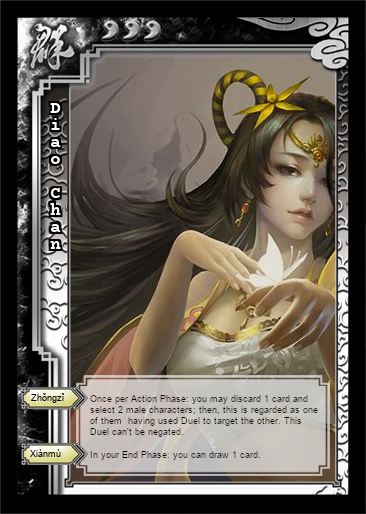 群
Diao Chan
Zhǒngzǐ
Once per Action Phase: you may discard 1 card and
select 2 male characters; then, this is regarded as one
of them having used Duel to target the other. This
Duel can't be negated.
Xiànmù
In your End Phase: you can draw 1 card.